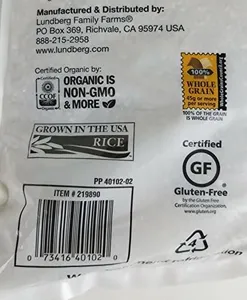 Manufactured & Distributed by:
Lundberg Family Farms®
PO Box 369, Richvale, CA 95974 USA
888-215-2958
www.lundberg.com
Certified Organic by:
CCOF
ORGANIC IS
NON-GMO
& MORE
100%
WHOLE
GRAIN
45g or more
per serving
100% OF THE GRAIN
IS WHOLE GRAIN
GROWN IN THE USA
RICE
Certified
GF
Gluten-Free
by the Gluten-Free
Certification Organization,
www.gluten.org
PP 40102-02
ITEM # 219890
0 73416 40102 0
4